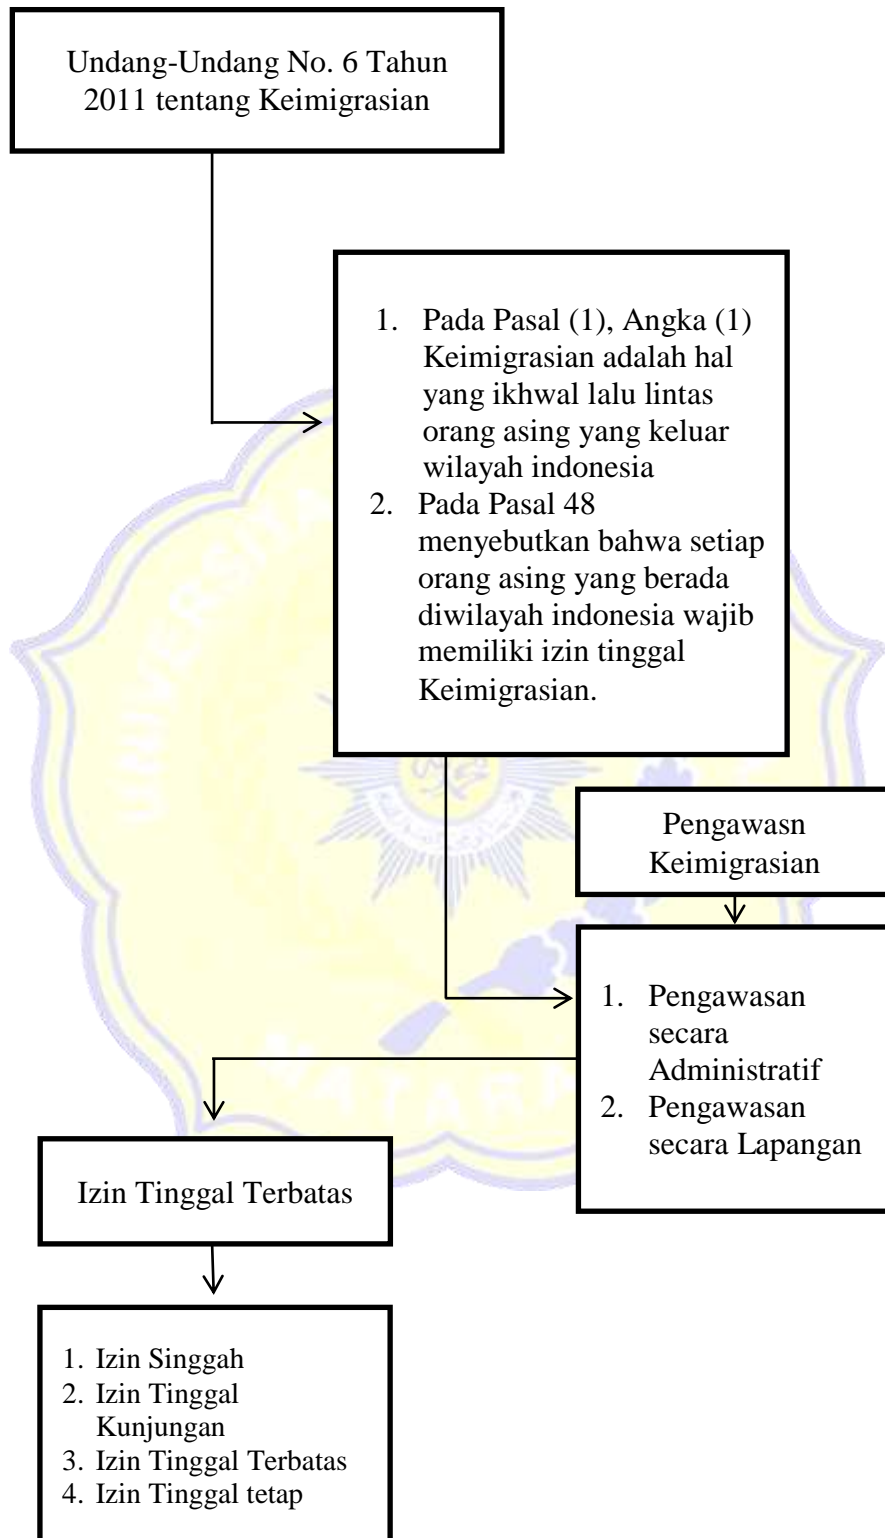 Undang-Undang No. 6 Tahun
2011 tentang Keimigrasian
1. Pada Pasal (1), Angka (1)
Keimigrasian adalah hal
yang ikhwal lalu lintas
orang asing yang keluar
wilayah indonesia
2. Pada Pasal 48
menyebutkan bahwa setiap
orang asing yang berada
diwilayah indonesia wajib
memiliki izin tinggal
Keimigrasian.
Pengawasn
Keimigrasian
1. Pengawasan
secara
Administratif
2. Pengawasan
secara Lapangan
Izin Tinggal Terbatas
1. Izin Singgah
2. Izin Tinggal
Kunjungan
3. Izin Tinggal Terbatas
4. Izin Tinggal tetap